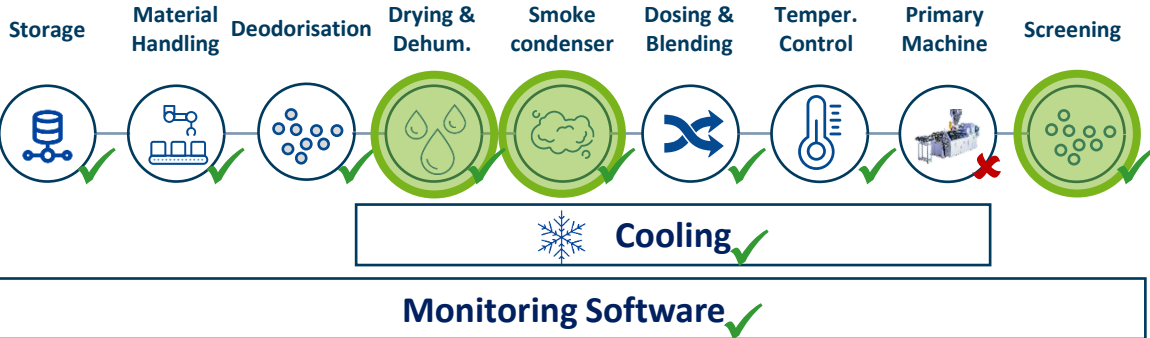 Storage
Material
Handling
Deodorisation
Drying &
Dehum.
Smoke
condenser
Dosing &
Blending
Temper.
Control
Primary
Machine
Screening
Cooling
Monitoring Software